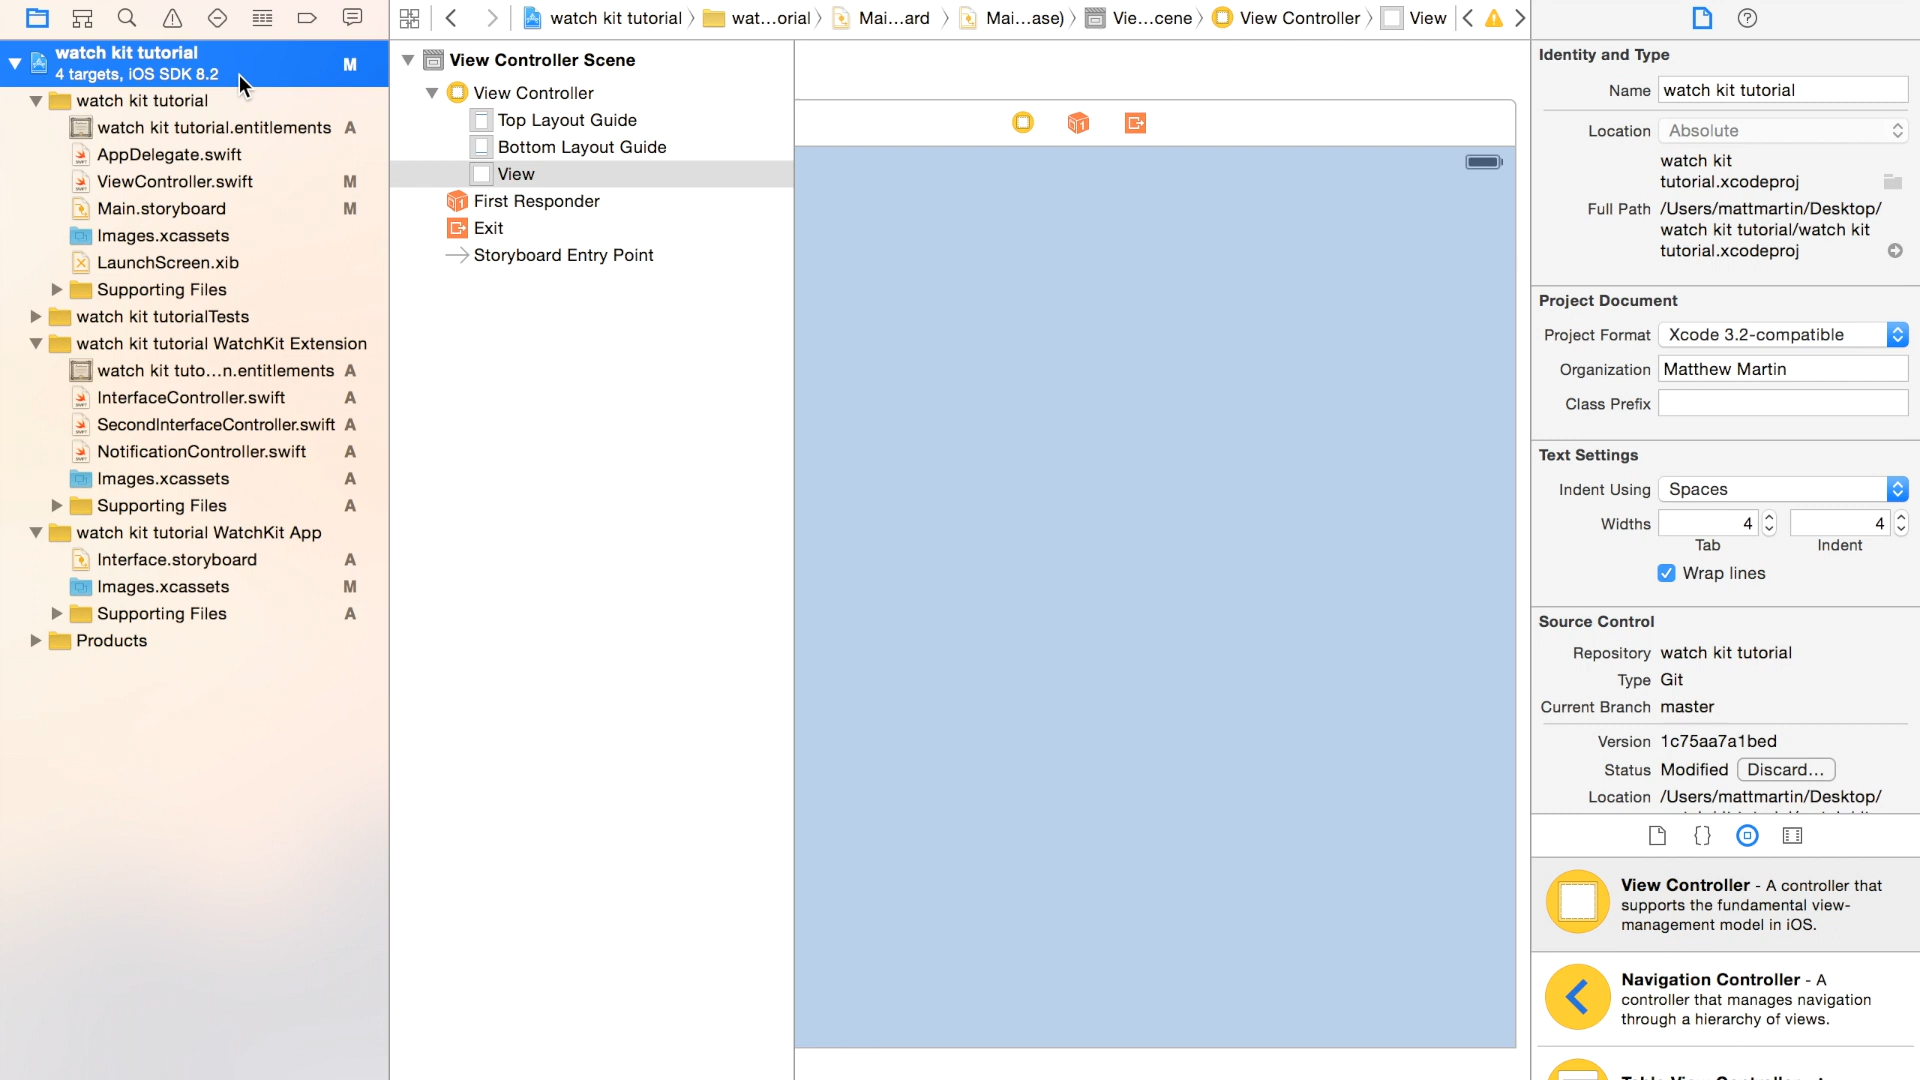 watch kit tutorial
4 targets, iOS SDK 8.2
M
watch kit tutorial
watch kit tutorial.entitlements A
AppDelegate.swift
ViewController.swift M
Main.storyboard M
Images.xcassets
LaunchScreen.xib
Supporting Files
watch kit tutorialTests
watch kit tutorial WatchKit Extension
watch kit tuto...n.entitlements A
InterfaceController.swift A
SecondInterfaceController.swift A
NotificationController.swift A
Images.xcassets A
Supporting Files A
watch kit tutorial WatchKit App
Interface.storyboard A
Images.xcassets M
Supporting Files A
Products
watch kit tutorial wat...orial Mai...ard Mai...ase) Vie...cene View Controller View
View Controller Scene
View Controller
Top Layout Guide
Bottom Layout Guide
View
First Responder
Exit
Storyboard Entry Point
Identity and Type
Name watch kit tutorial
Location Absolute
watch kit
tutorial.xcodeproj
Full Path /Users/mattmartin/Desktop/
watch kit tutorial/watch kit
tutorial.xcodeproj
Project Document
Project Format Xcode 3.2-compatible
Organization Matthew Martin
Class Prefix
Text Settings
Indent Using Spaces
Widths 4 4
Tab Indent
Wrap lines
Source Control
Repository watch kit tutorial
Type Git
Current Branch master
Version 1c75aa7a1bed
Status Modified Discard...
Location /Users/mattmartin/Desktop/
View Controller - A controller that
supports the fundamental view-
management model in iOS.
Navigation Controller - A
controller that manages navigation
through a hierarchy of views.